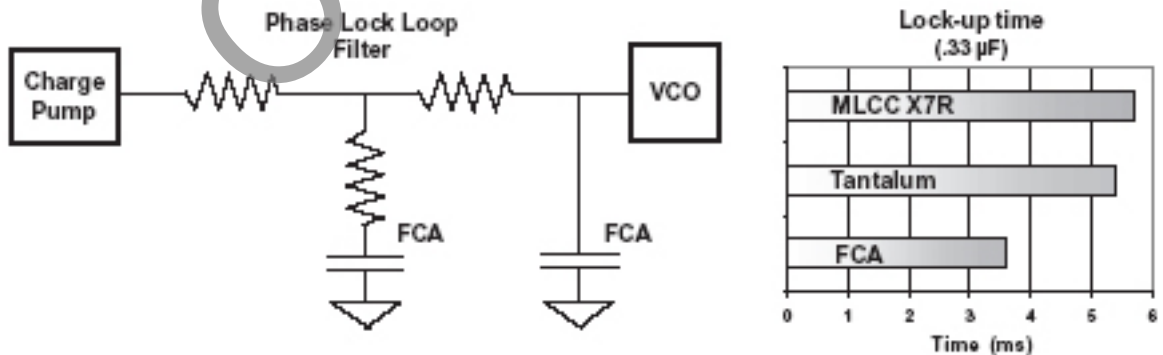 Phase Lock Loop
Filter
Charge
Pump
VCO
FCA
FCA
Lock-up time
(.33 µF)
MLCC X7R
Tantalum
FCA
0 1 2 3 4 5 6
Time (ms)